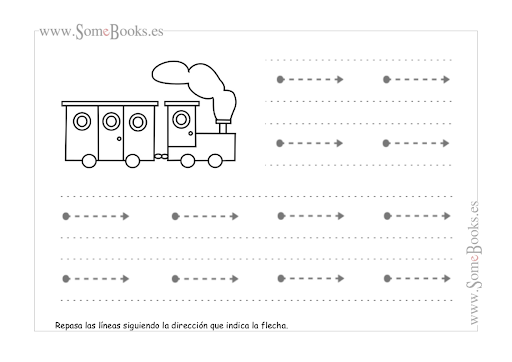 www.SomeBooks.es
www.SomeBooks.es
Repasa las líneas siguiendo la dirección que indica la flecha.